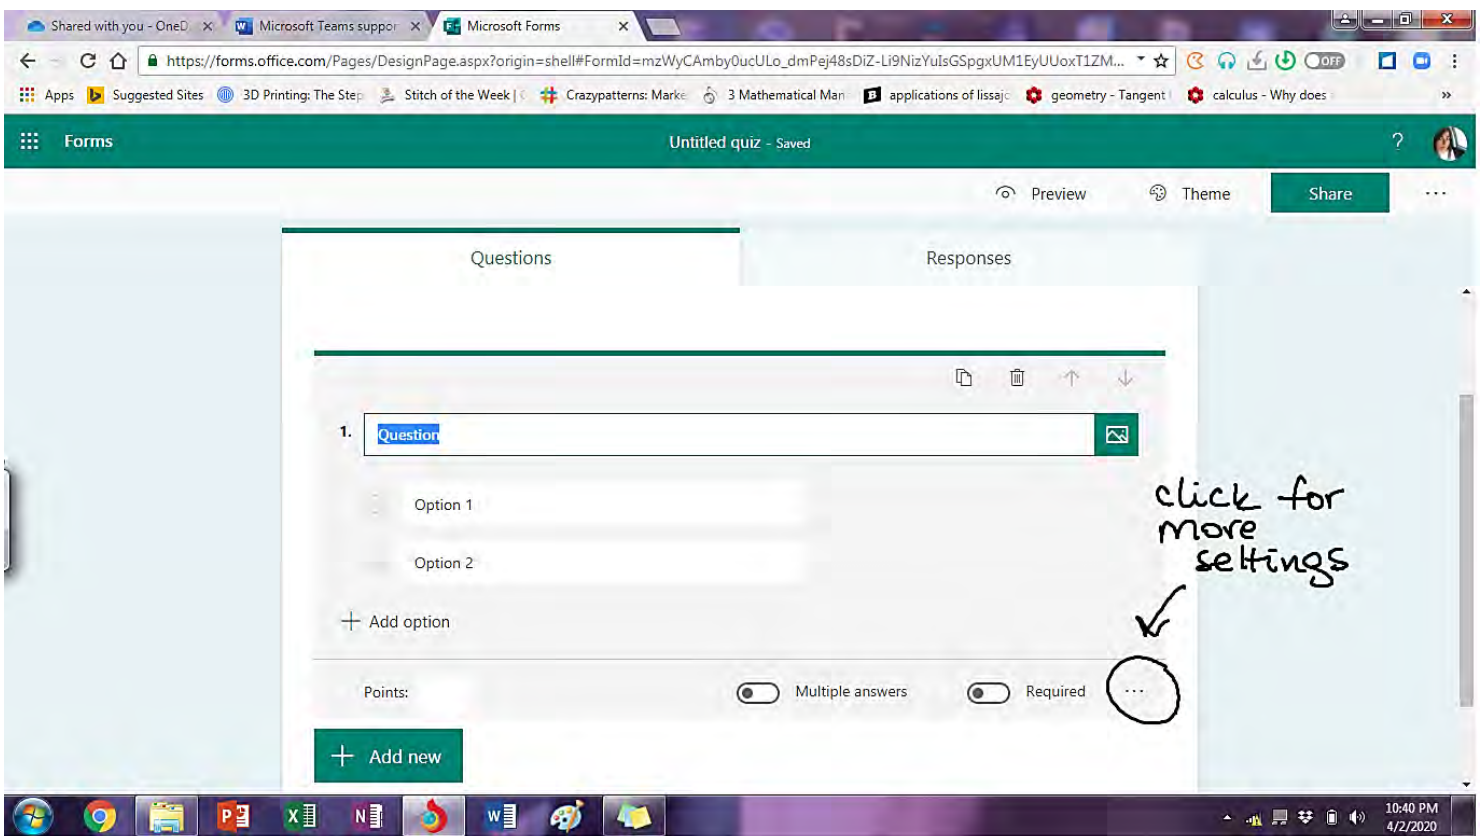 Shared with you - OneD
Microsoft Teams suppor
Microsoft Forms
https://forms.office.com/Pages/DesignPage.aspx?origin=shell#FormId=mzWyCAmby0ucULo_dmPej48sDiZ-Li9NizYuIsGSpgxUM1EyUUoxT1ZM...
OFF
Apps
Suggested Sites
3D Printing: The Step
Stitch of the Week |
Crazypatterns: Marke
3 Mathematical Man
applications of lissajo
geometry - Tangent
calculus - Why does
»
Forms
Untitled quiz - Saved
?
Preview
Theme
Share
...
Questions
Responses
1.
Question
Option 1
Option 2
click for
more
settings
+ Add option
Points:
Multiple answers
Required
...
+ Add new
10:40 PM
4/2/2020